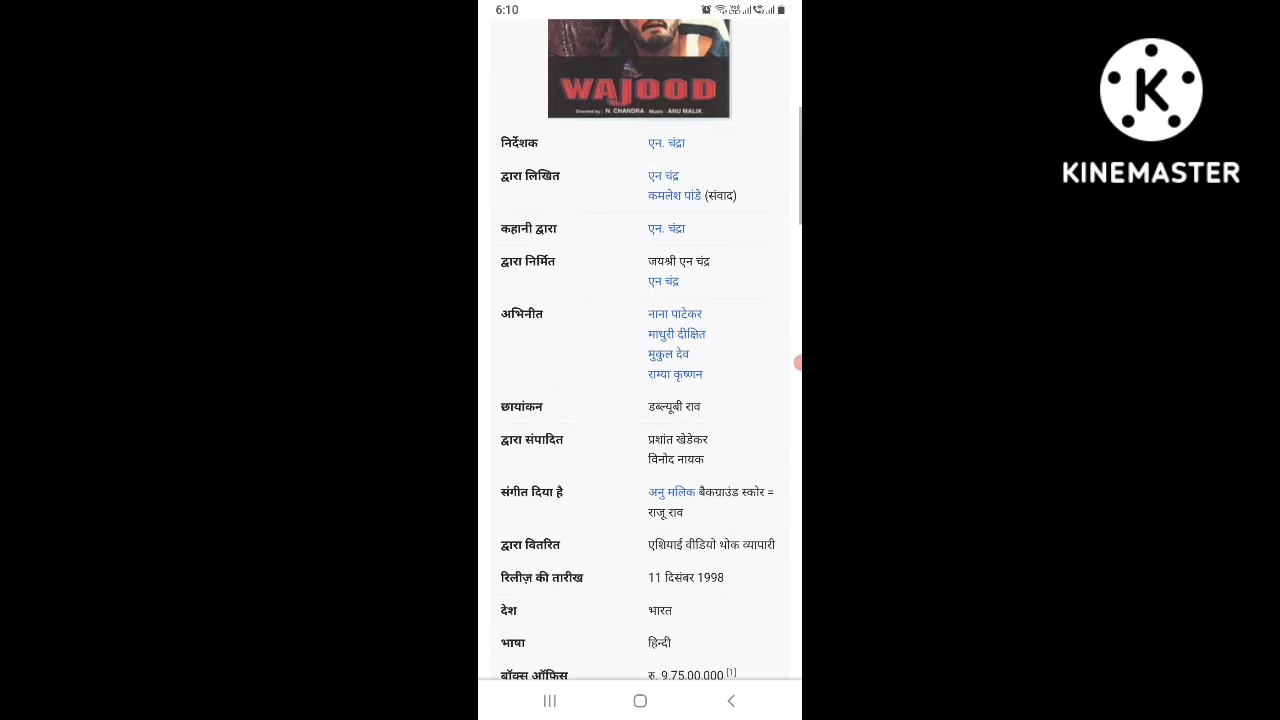 6:10
WAJOOD
Directed by : N. CHANDRA Music : ANU MALIK
निर्देशक एन. चंद्रा
द्वारा लिखित एन चंद्र
कमलेश पांडे (संवाद)
कहानी द्वारा एन. चंद्रा
द्वारा निर्मित जयश्री एन चंद्र
एन चंद्र
अभिनीत नाना पाटेकर
माधुरी दीक्षित
मुकुल देव
राम्या कृष्णन
छायांकन डब्ल्यूबी राव
द्वारा संपादित प्रशांत खेडेकर
विनोद नायक
संगीत दिया है अनु मलिक बैकग्राउंड स्कोर =
राजू राव
द्वारा वितरित एशियाई वीडियो थोक व्यापारी
रिलीज़ की तारीख 11 दिसंबर 1998
देश भारत
भाषा हिन्दी
बॉक्स ऑफिस रु. 9,75,00,000 [1]
K
KINEMASTER